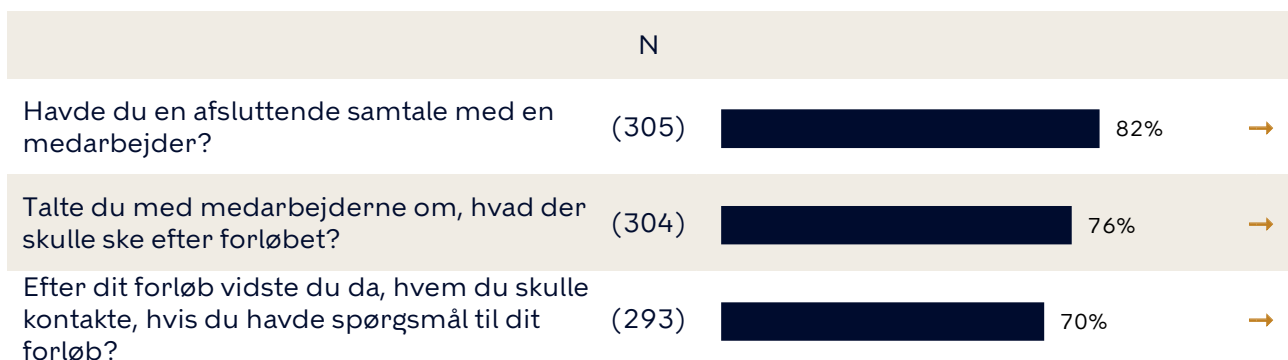 N
Havde du en afsluttende samtale med en
medarbejder?
(305)
82%
→
Talte du med medarbejderne om, hvad der
skulle ske efter forløbet?
(304)
76%
→
Efter dit forløb vidste du da, hvem du skulle
kontakte, hvis du havde spørgsmål til dit
forløb?
(293)
70%
→